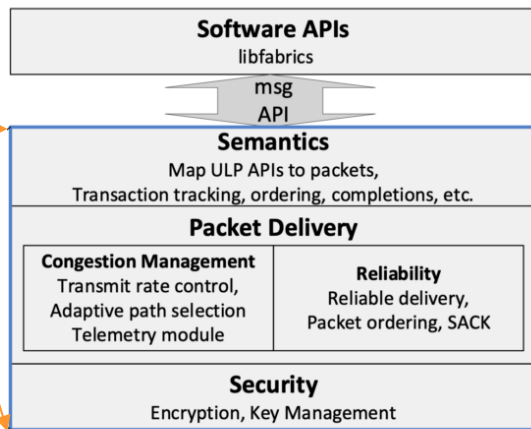 Software APIs
libfabrics
msg
API
Semantics
Map ULP APIs to packets,
Transaction tracking, ordering, completions, etc.
Packet Delivery
Congestion Management
Transmit rate control,
Adaptive path selection
Telemetry module
Reliability
Reliable delivery,
Packet ordering, SACK
Security
Encryption, Key Management